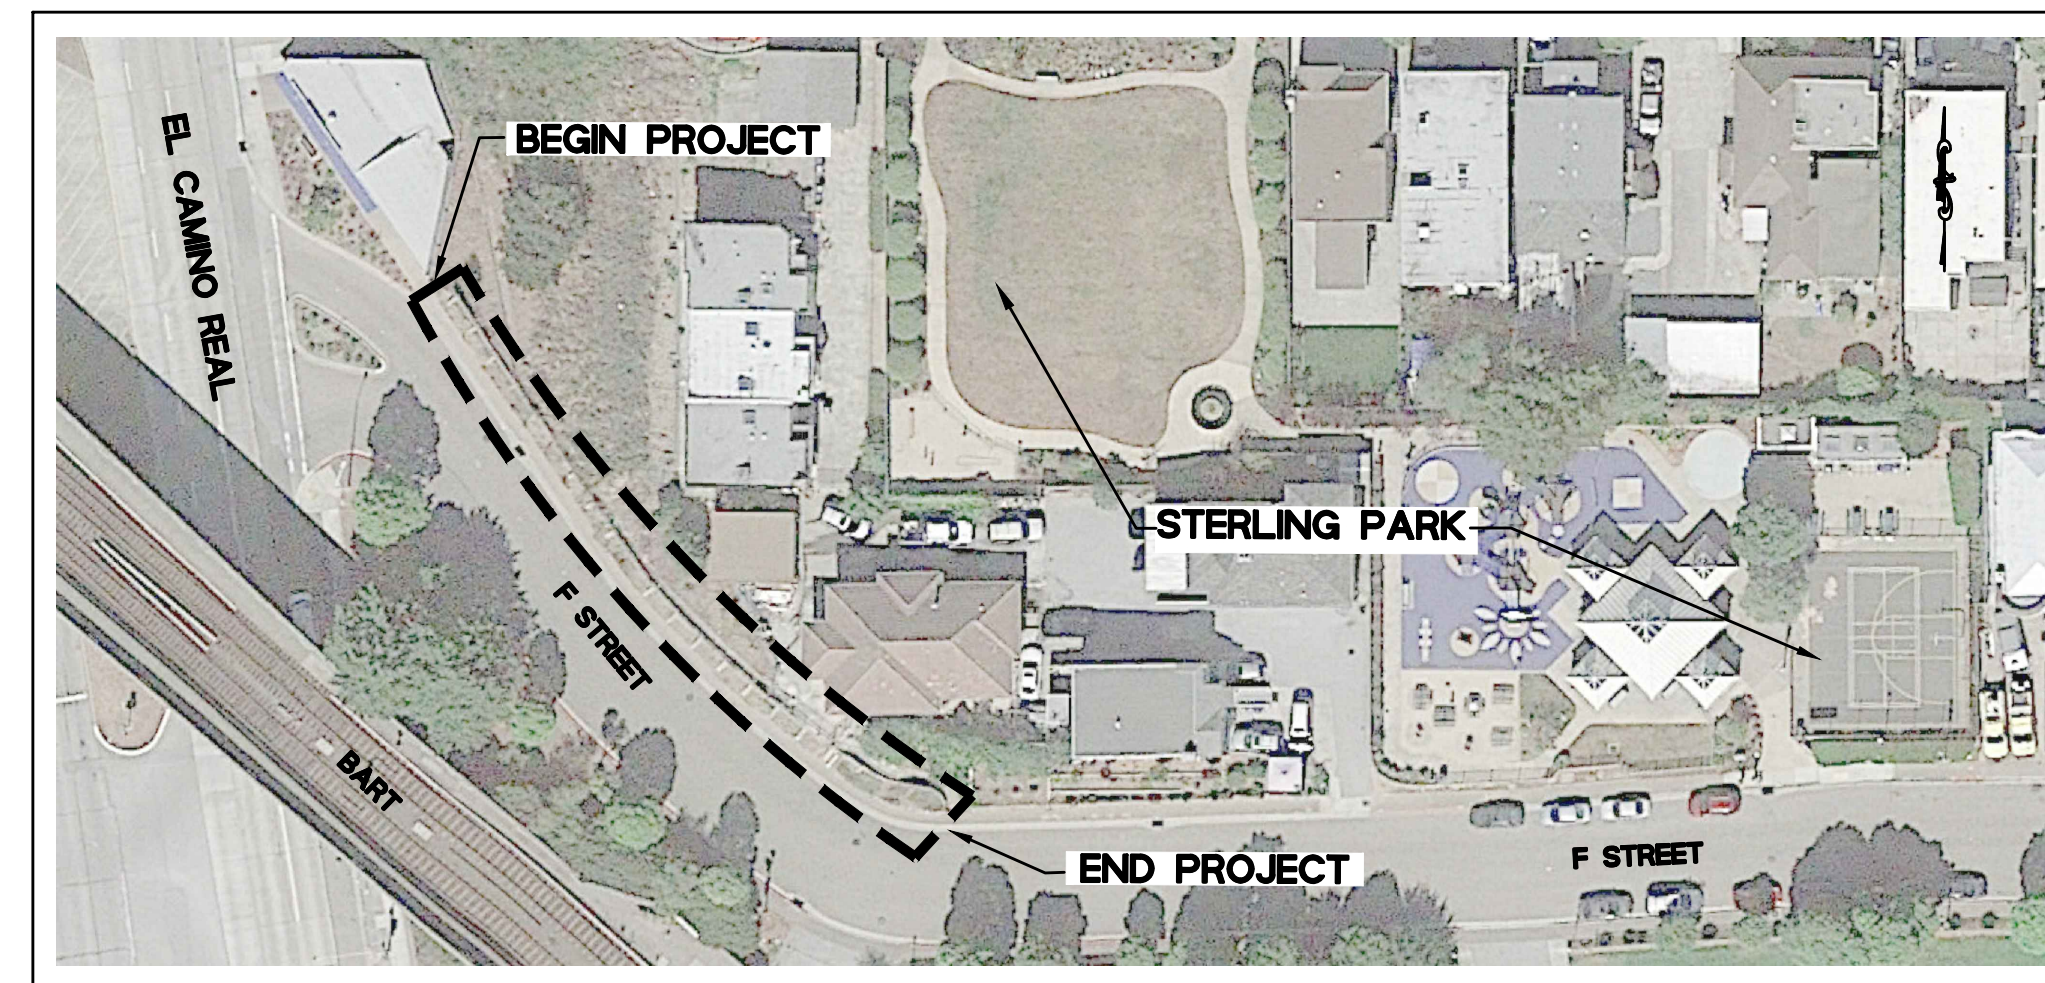 BEGIN PROJECT
EL CAMINO REAL
STERLING PARK
F STREET
BART
END PROJECT
F STREET